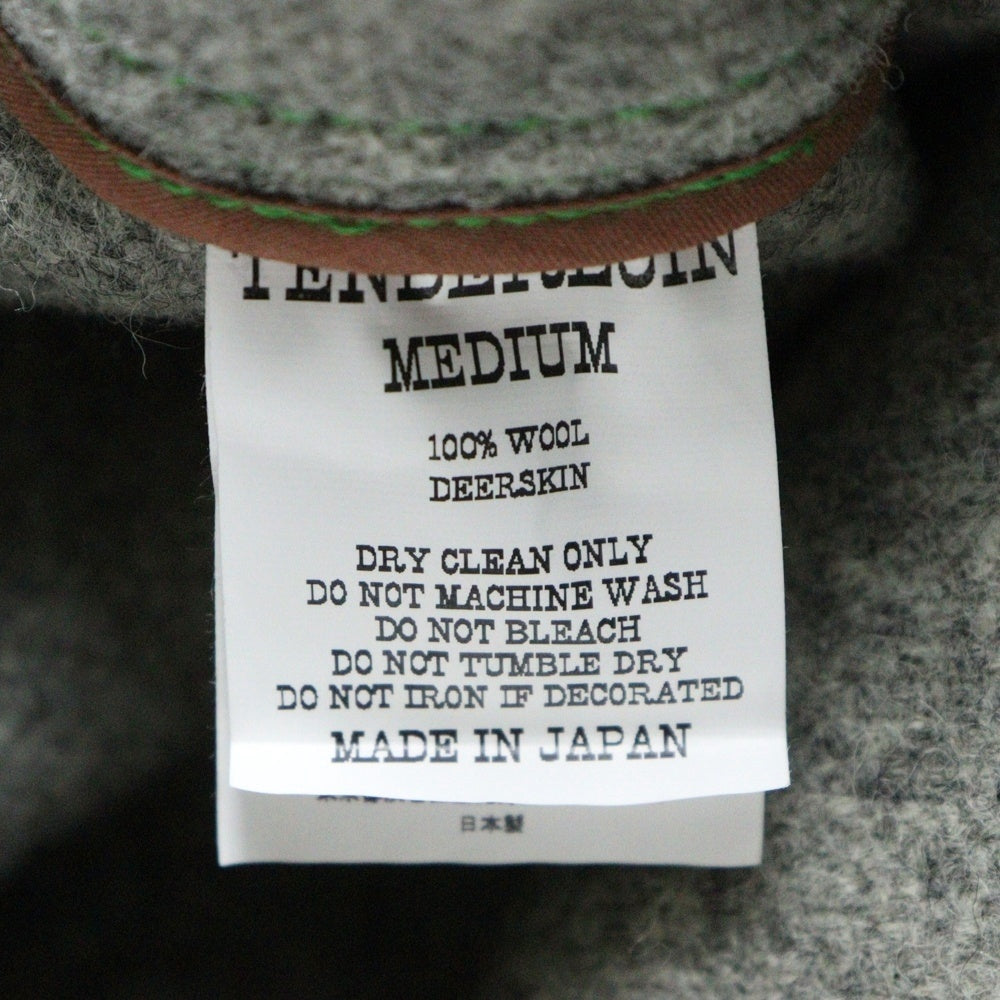 TENDERLOIN
MEDIUM
100% WOOL
DEERSKIN
DRY CLEAN ONLY
DO NOT MACHINE WASH
DO NOT BLEACH
DO NOT TUMBLE DRY
DO NOT IRON IF DECORATED
MADE IN JAPAN
日本製